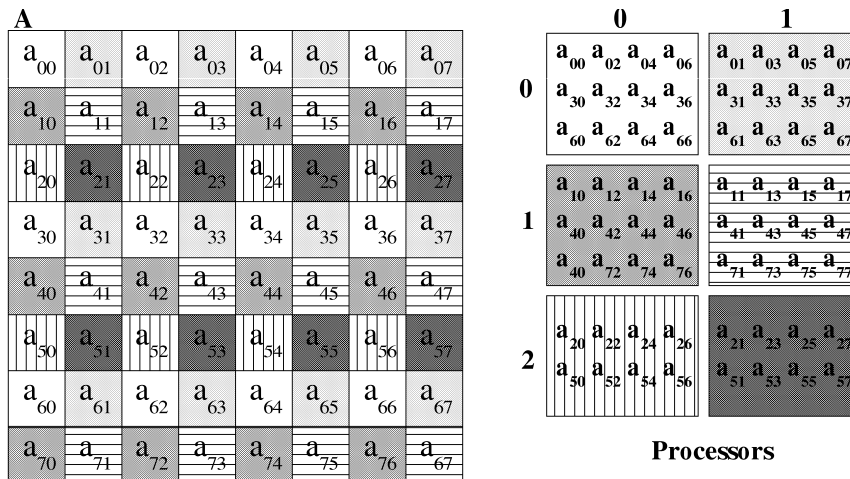 A
a00 a01 a02 a03 a04 a05 a06 a07
a10 a11 a12 a13 a14 a15 a16 a17
a20 a21 a22 a23 a24 a25 a26 a27
a30 a31 a32 a33 a34 a35 a36 a37
a40 a41 a42 a43 a44 a45 a46 a47
a50 a51 a52 a53 a54 a55 a56 a57
a60 a61 a62 a63 a64 a65 a66 a67
a70 a71 a72 a73 a74 a75 a76 a67
0 1
0
a00 a02 a04 a06
a30 a32 a34 a36
a60 a62 a64 a66
a01 a03 a05 a07
a31 a33 a35 a37
a61 a63 a65 a67
1
a10 a12 a14 a16
a40 a42 a44 a46
a40 a72 a74 a76
a11 a13 a15 a17
a41 a43 a45 a47
a71 a73 a75 a77
2
a20 a22 a24 a26
a50 a52 a54 a56
a21 a23 a25 a27
a51 a53 a55 a57
Processors